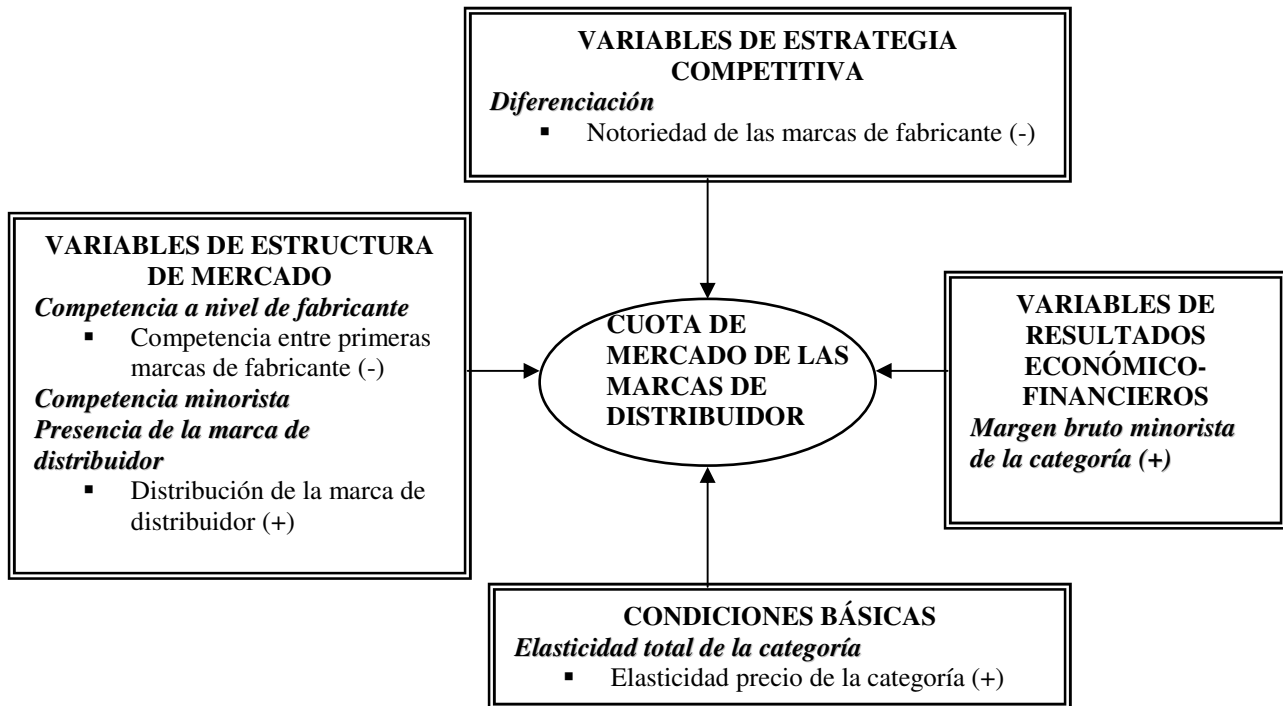 VARIABLES DE ESTRATEGIA
COMPETITIVA
Diferenciación
▪ Notoriedad de las marcas de fabricante (-)
VARIABLES DE ESTRUCTURA
DE MERCADO
Competencia a nivel de fabricante
▪ Competencia entre primeras
marcas de fabricante (-)
Competencia minorista
Presencia de la marca de
distribuidor
▪ Distribución de la marca de
distribuidor (+)
CUOTA DE
MERCADO DE LAS
MARCAS DE
DISTRIBUIDOR
VARIABLES DE
RESULTADOS
ECONÓMICO-
FINANCIEROS
Margen bruto minorista
de la categoría (+)
CONDICIONES BÁSICAS
Elasticidad total de la categoría
▪ Elasticidad precio de la categoría (+)